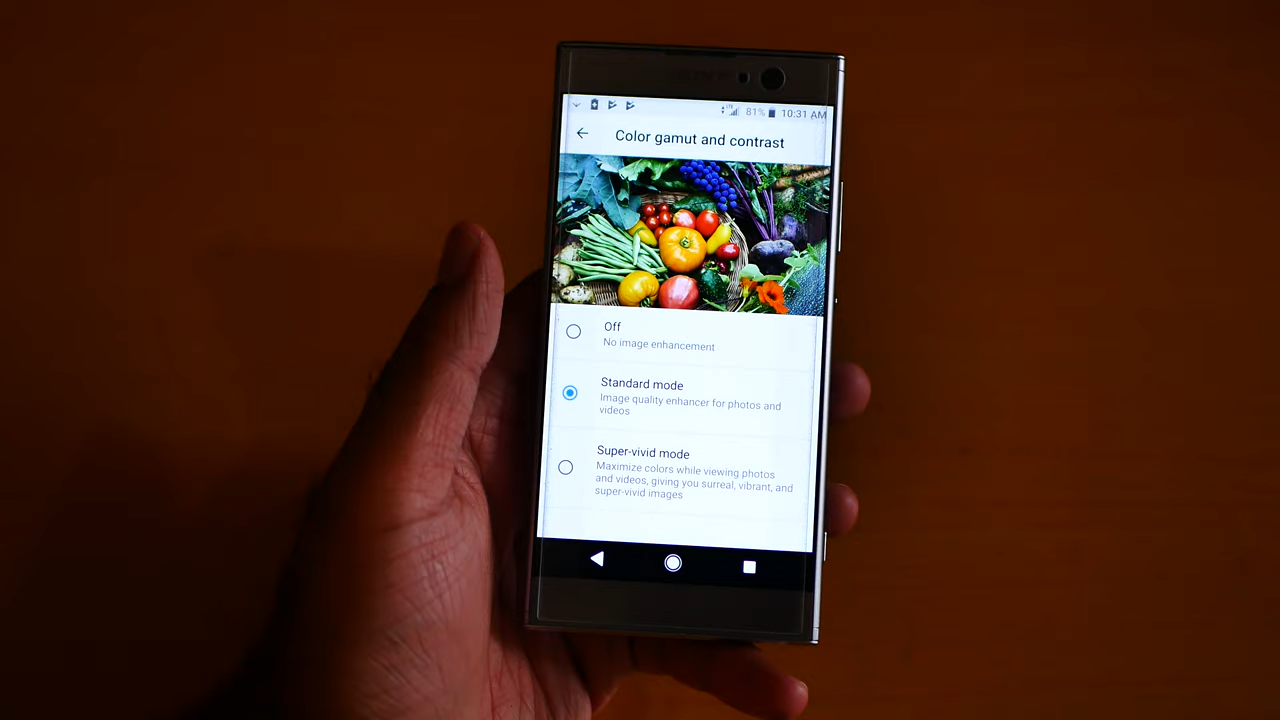 SONY
LTE 81% 10:31 AM
Color gamut and contrast
Off
No image enhancement
Standard mode
Image quality enhancer for photos and
videos
Super-vivid mode
Maximize colors while viewing photos
and videos, giving you surreal, vibrant, and
super-vivid images